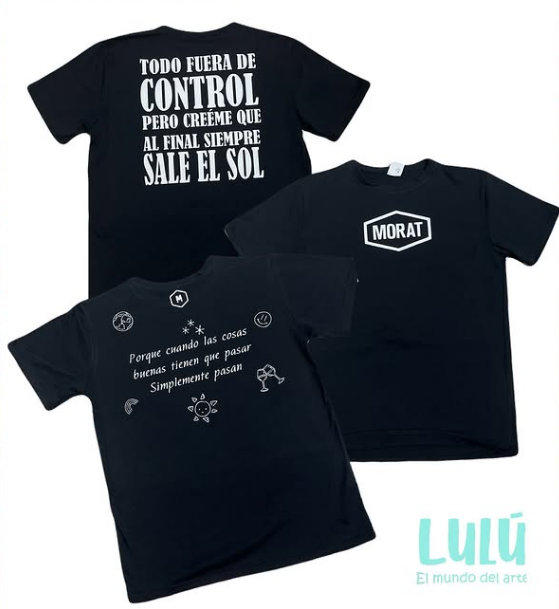 TODO FUERA DE
CONTROL
PERO CREÉME QUE
AL FINAL SIEMPRE
SALE EL SOL
MORAT
M
Porque cuando las cosas
buenas tienen que pasar
Simplemente pasan
LULÚ
El mundo del arte